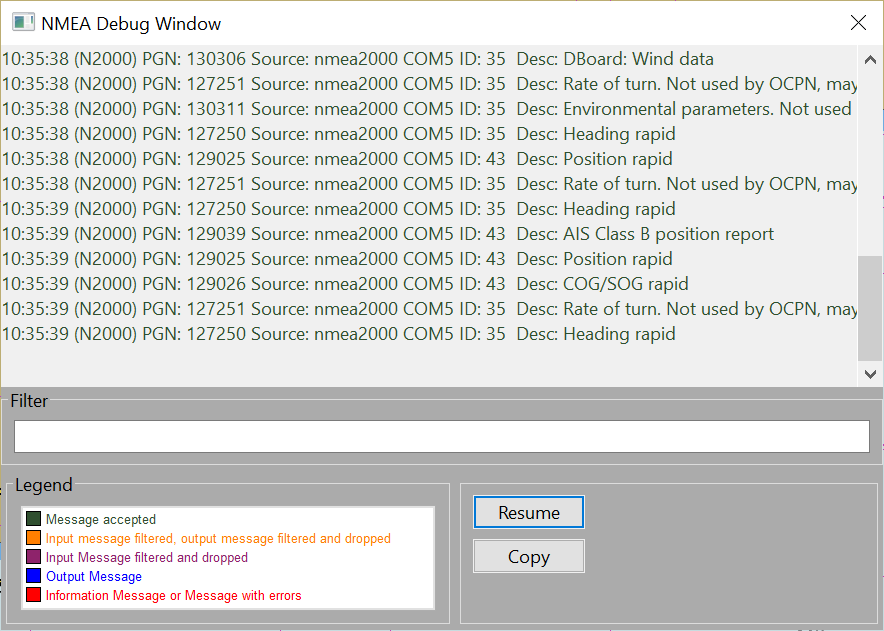 NMEA Debug Window
10:35:38 (N2000) PGN: 130306 Source: nmea2000 COM5 ID: 35 Desc: DBoard: Wind data
10:35:38 (N2000) PGN: 127251 Source: nmea2000 COM5 ID: 35 Desc: Rate of turn. Not used by OCPN, may
10:35:38 (N2000) PGN: 130311 Source: nmea2000 COM5 ID: 35 Desc: Environmental parameters. Not used
10:35:38 (N2000) PGN: 127250 Source: nmea2000 COM5 ID: 35 Desc: Heading rapid
10:35:38 (N2000) PGN: 129025 Source: nmea2000 COM5 ID: 43 Desc: Position rapid
10:35:38 (N2000) PGN: 127251 Source: nmea2000 COM5 ID: 35 Desc: Rate of turn. Not used by OCPN, may
10:35:39 (N2000) PGN: 127250 Source: nmea2000 COM5 ID: 35 Desc: Heading rapid
10:35:39 (N2000) PGN: 129039 Source: nmea2000 COM5 ID: 43 Desc: AIS Class B position report
10:35:39 (N2000) PGN: 129025 Source: nmea2000 COM5 ID: 43 Desc: Position rapid
10:35:39 (N2000) PGN: 129026 Source: nmea2000 COM5 ID: 43 Desc: COG/SOG rapid
10:35:39 (N2000) PGN: 127251 Source: nmea2000 COM5 ID: 35 Desc: Rate of turn. Not used by OCPN, may
10:35:39 (N2000) PGN: 127250 Source: nmea2000 COM5 ID: 35 Desc: Heading rapid
Filter
Legend
Message accepted
Input message filtered, output message filtered and dropped
Input Message filtered and dropped
Output Message
Information Message or Message with errors
Resume
Copy